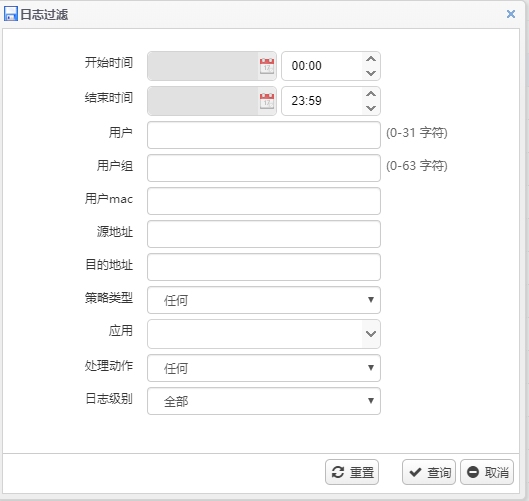 日志过滤
开始时间 00:00
结束时间 23:59
用户 (0-31 字符)
用户组 (0-63 字符)
用户mac
源地址
目的地址
策略类型 任何
应用
处理动作 任何
日志级别 全部
重置 查询 取消